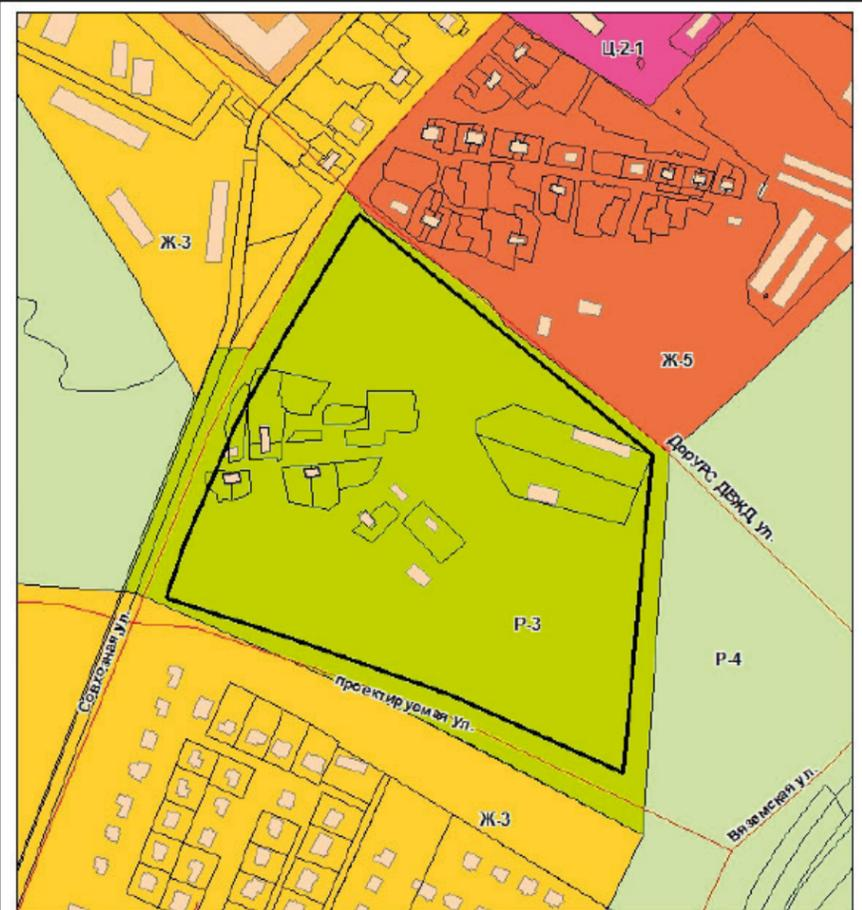 Ц-2-1
Ж-3
Ж-5
ДорУРС ДВЖД ул.
Р-3
Р-4
Совхозная ул.
проектируемая ул.
Вяземская ул.
Ж-3